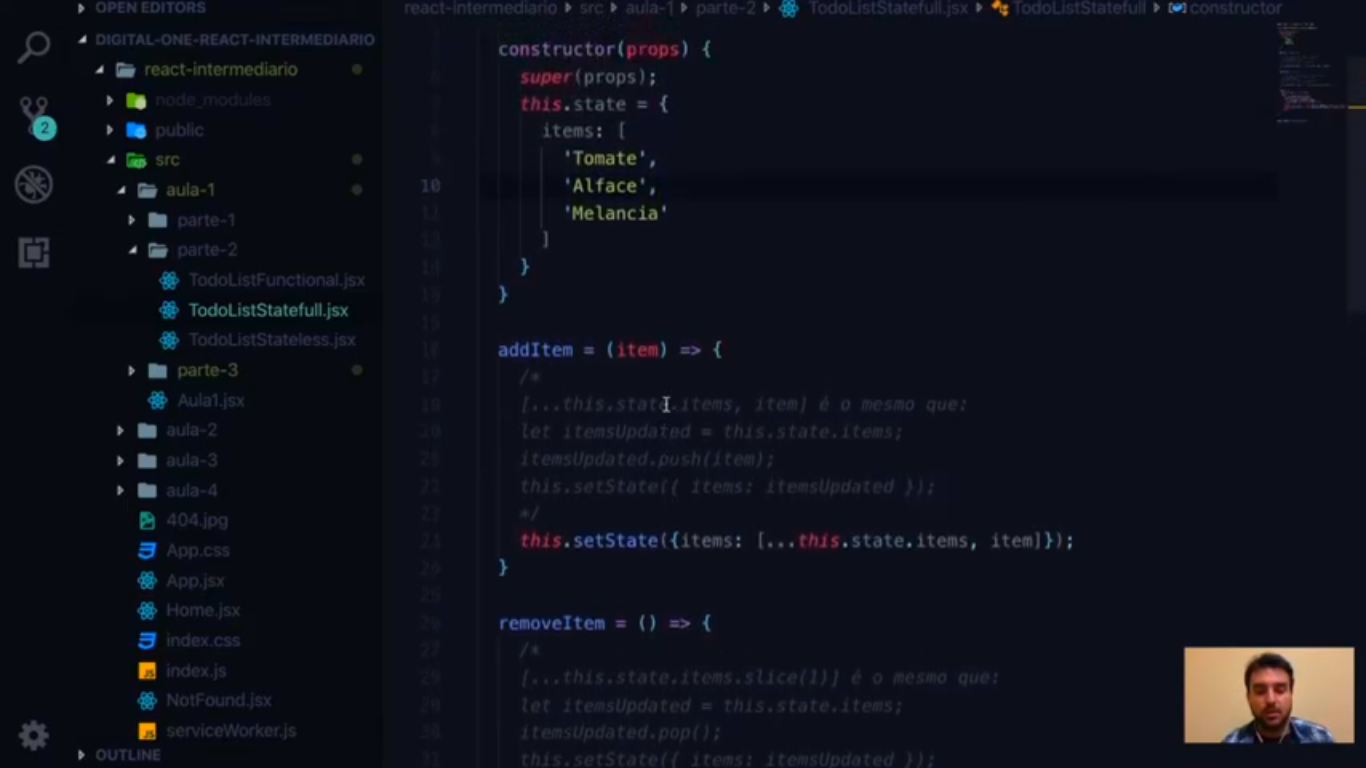 OPEN EDITORS
DIGITAL-ONE-REACT-INTERMEDIARIO
react-intermediario
node_modules
public
src
aula-1
parte-1
parte-2
TodoListFunctional.jsx
TodoListStatefull.jsx
TodoListStateless.jsx
parte-3
Aula1.jsx
aula-2
aula-3
aula-4
404.jpg
App.css
App.jsx
Home.jsx
index.css
index.js
NotFound.jsx
serviceWorker.js
OUTLINE
2
react-intermediario src aula-1 parte-2 TodoListStatefull.jsx TodoListStatefull constructor
constructor(props) {
super(props);
this.state = {
items: [
'Tomate',
10 'Alface',
'Melancia'
]
}
}
addItem = (item) => {
/*
[...this.state.items, item] é o mesmo que:
let itemsUpdated = this.state.items;
itemsUpdated.push(item);
this.setState({ items: itemsUpdated });
*/
this.setState({items: [...this.state.items, item]});
}
removeItem = () => {
/*
[...this.state.items.slice(1)] é o mesmo que:
let itemsUpdated = this.state.items;
itemsUpdated.pop();
this.setState({ items: itemsUpdated });